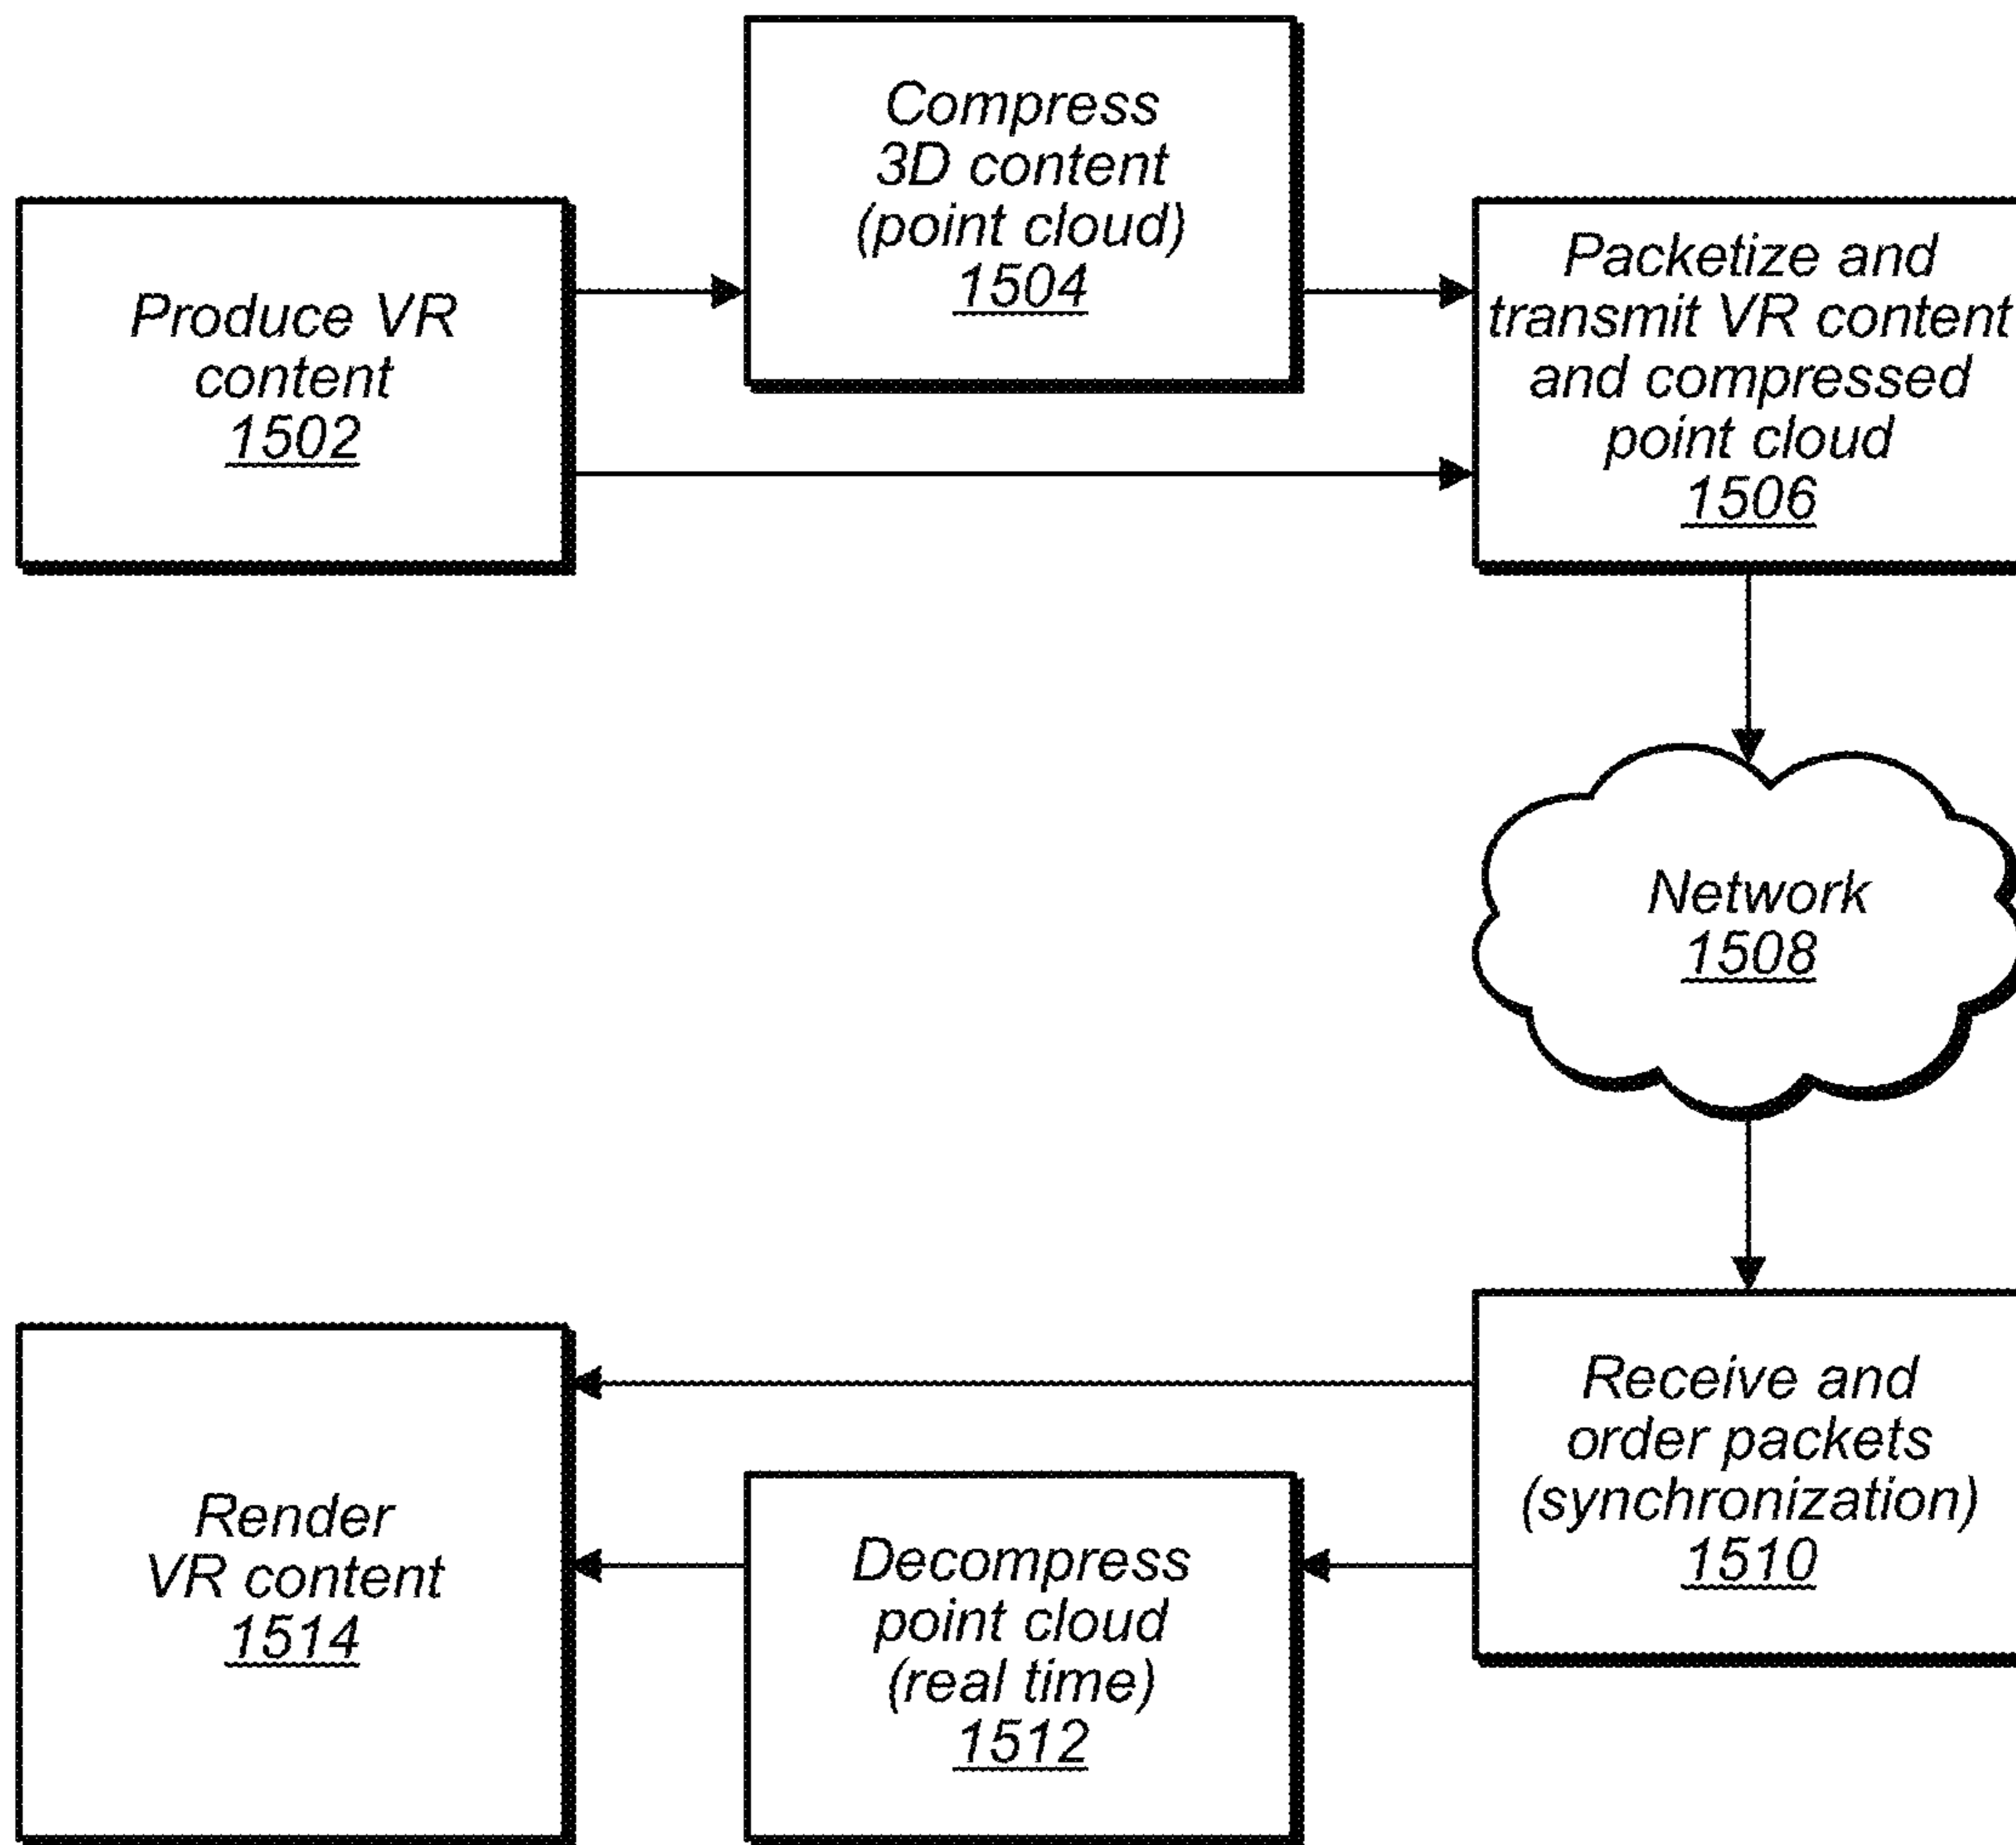 Produce VR
content
1502
Compress
3D content
(point cloud)
1504
Packetize and
transmit VR content
and compressed
point cloud
1506
Network
1508
Receive and
order packets
(synchronization)
1510
Decompress
point cloud
(real time)
1512
Render
VR content
1514